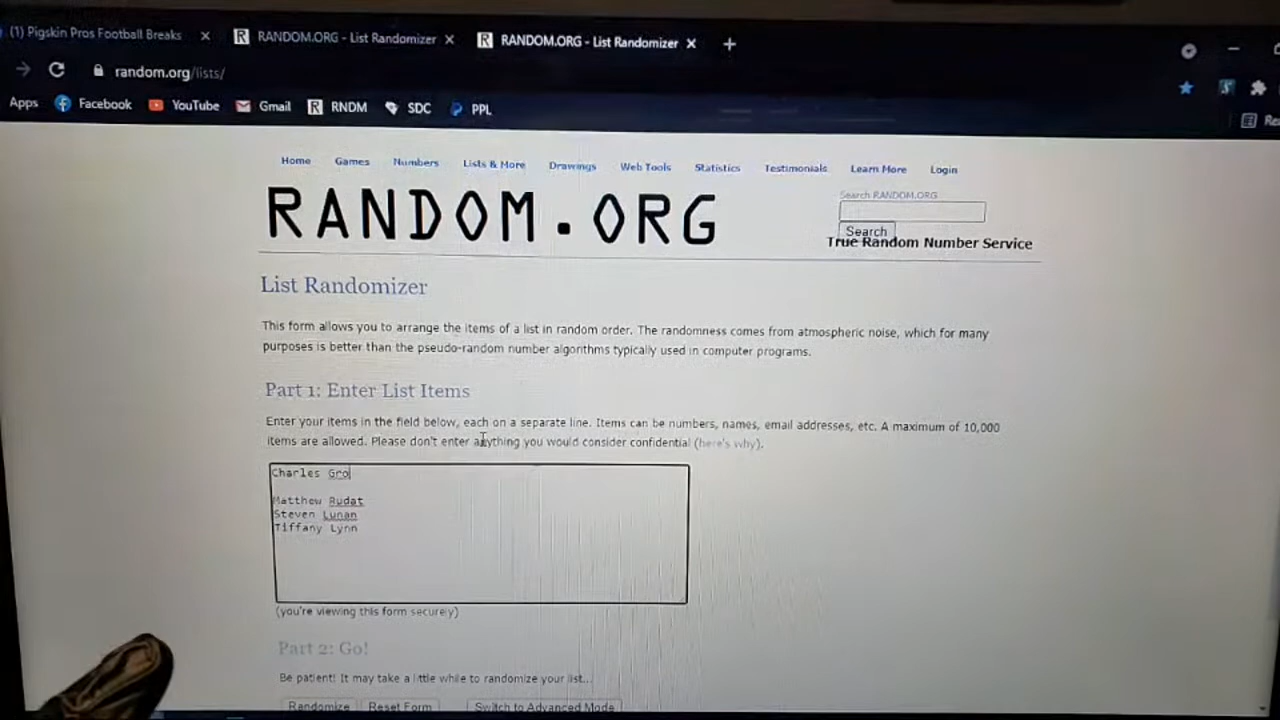 (1) Pigskin Pros Football Breaks × RANDOM.ORG - List Randomizer × RANDOM.ORG - List Randomizer × +
random.org/lists/
Apps Facebook YouTube Gmail RNDM SDC PPL
Home Games Numbers Lists & More Drawings Web Tools Statistics Testimonials Learn More Login
RANDOM.ORG
Search RANDOM.ORG
Search
True Random Number Service
List Randomizer
This form allows you to arrange the items of a list in random order. The randomness comes from atmospheric noise, which for many
purposes is better than the pseudo-random number algorithms typically used in computer programs.
Part 1: Enter List Items
Enter your items in the field below, each on a separate line. Items can be numbers, names, email addresses, etc. A maximum of 10,000
items are allowed. Please don't enter anything you would consider confidential (here's why).
Charles Gro
Matthew Rudat
Steven Lunan
Tiffany Lynn
(you're viewing this form securely)
Part 2: Go!
Be patient! It may take a little while to randomize your list...
Randomize Reset Form Switch to Advanced Mode